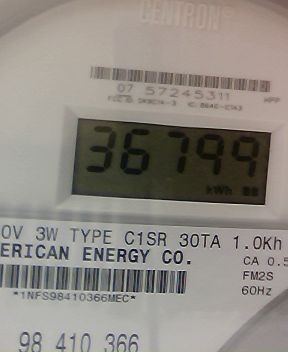 CENTRON®
07 57245311
36799
kWh
0V 3W TYPE C1SR 30TA 1.0Kh
ERICAN ENERGY CO.
CA 0.5
FM2S
*1NFS98410366MEC*
60Hz
98 410 366